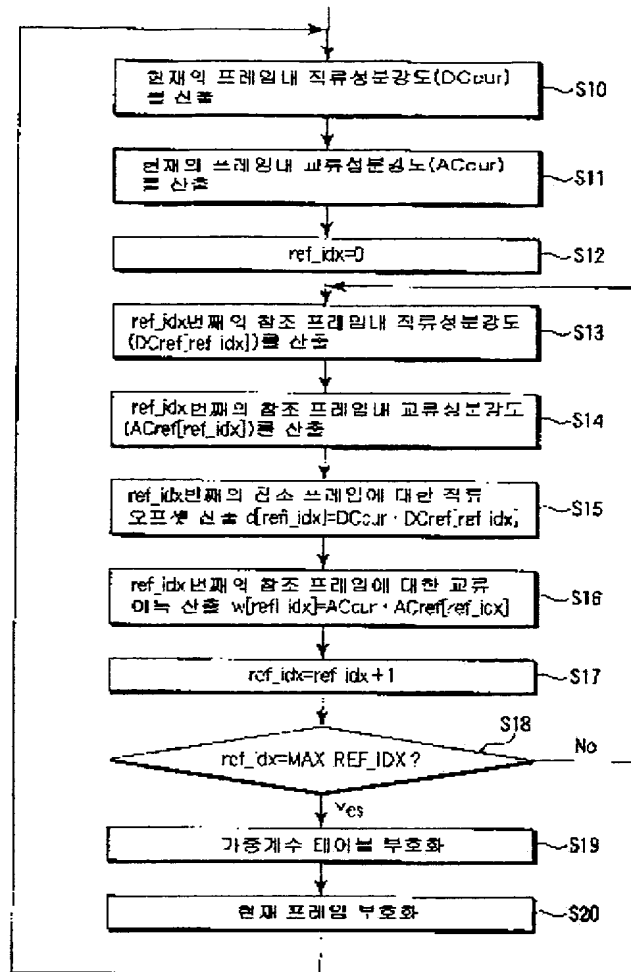 현재의 프레임내 직류성분강도(DCcur)
를 산출
S10
현재의 프레임내 교류성분강도(ACcur)
를 산출
S11
ref_idx=0
S12
ref_idx번째의 참조 프레임내 직류성분강도
(DCref[ref_idx])를 산출
S13
ref_idx번째의 참조 프레임내 교류성분강도
(ACref[ref_idx])를 산출
S14
ref_idx번째의 참조 프레임에 대한 직류
오프셋 산출 d[refi_idx]=DCcur - DCref[ref_idx]
S15
ref_idx번째의 참조 프레임에 대한 교류
이득 산출 w[refi_idx]=ACcur ÷ ACref[ref_idx]
S16
ref_idx=ref_idx+1
S17
S18
ref_idx=MAX_REF_IDX?
No
Yes
가중계수 테이블 부호화
S19
현재 프레임 부호화
S20